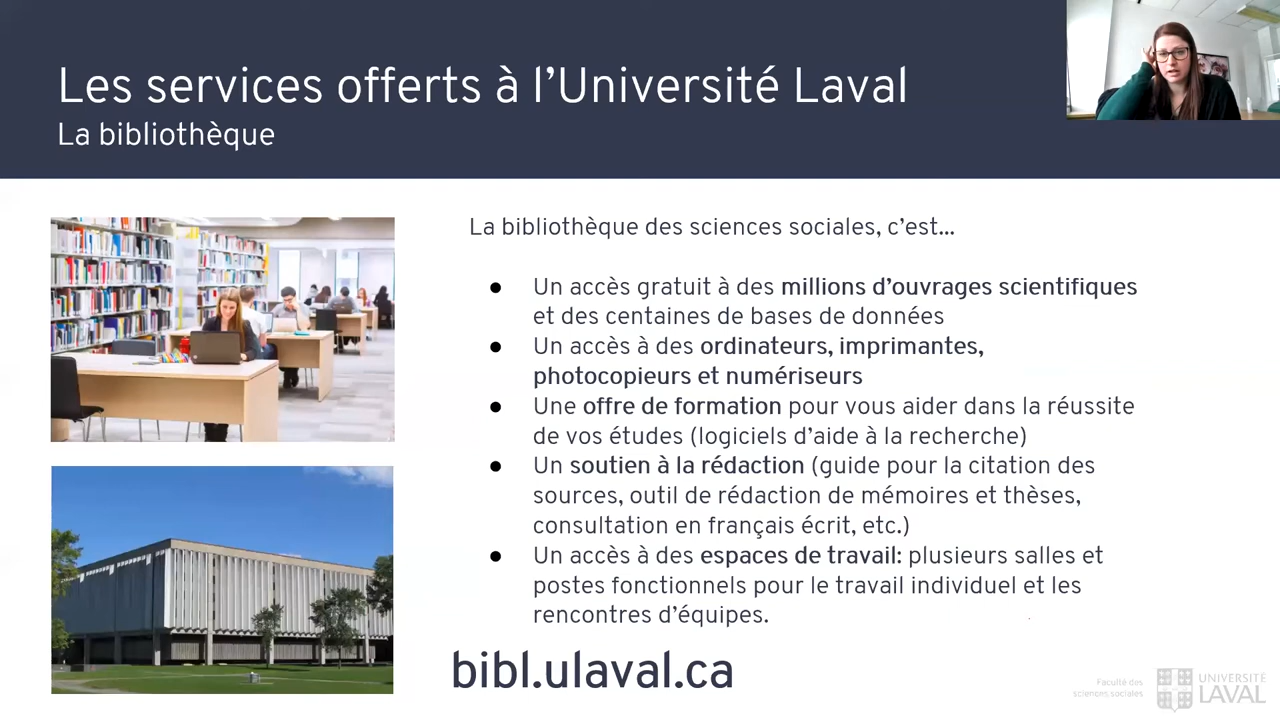 Les services offerts à l'Université Laval
La bibliothèque
La bibliothèque des sciences sociales, c'est...
● Un accès gratuit à des millions d'ouvrages scientifiques
et des centaines de bases de données
● Un accès à des ordinateurs, imprimantes,
photocopieurs et numériseurs
● Une offre de formation pour vous aider dans la réussite
de vos études (logiciels d'aide à la recherche)
● Un soutien à la rédaction (guide pour la citation des
sources, outil de rédaction de mémoires et thèses,
consultation en français écrit, etc.)
● Un accès à des espaces de travail: plusieurs salles et
postes fonctionnels pour le travail individuel et les
rencontres d'équipes.
bibl.ulaval.ca
Faculté des
sciences sociales
UNIVERSITÉ
LAVAL